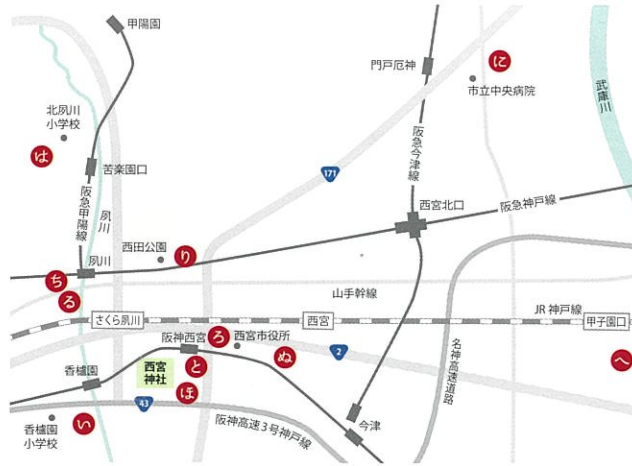 甲陽園
門戸厄神
に
市立中央病院
武庫川
北夙川
小学校
は
苦楽園口
171
阪急今津線
阪急甲陽線
夙川
西宮北口
阪急神戸線
西田公園
り
夙川
ち
る
山手幹線
JR神戸線
さくら夙川
西宮
甲子園口
阪神西宮
ろ
西宮市役所
ぬ
2
名神高速道路
へ
香櫨園
西宮
神社
と
ほ
43
い
香櫨園
小学校
阪神高速3号神戸線
今津